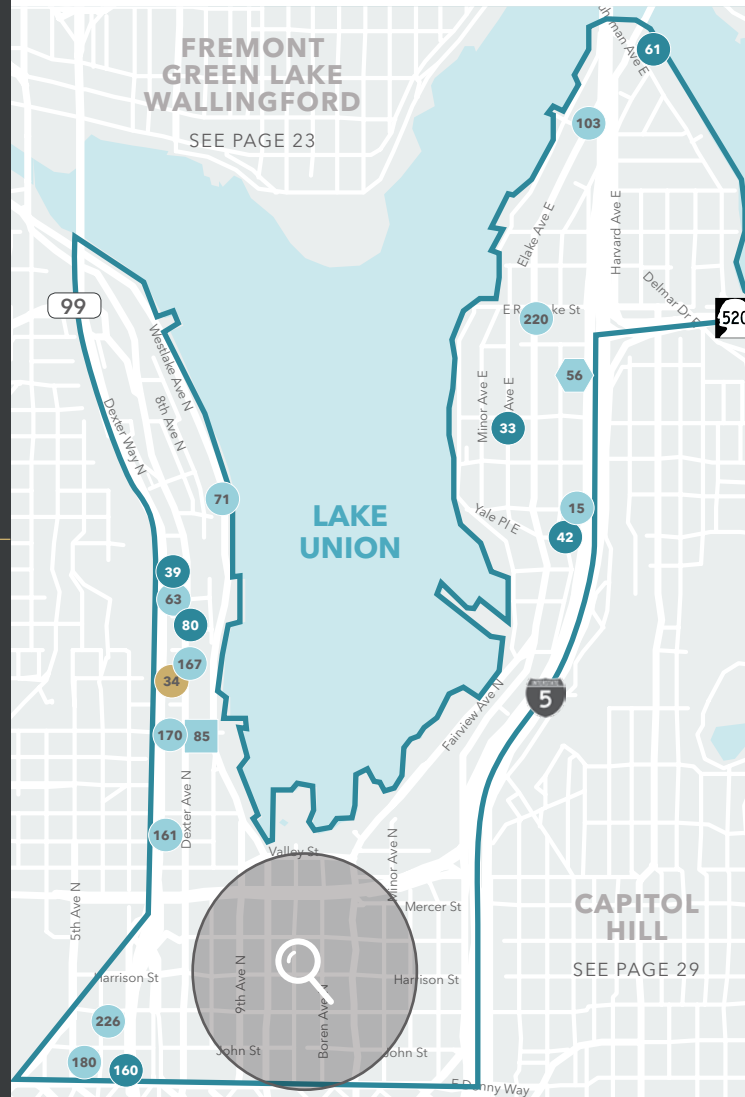 FREMONT
GREEN LAKE
WALLINGFORD
SEE PAGE 23
61
103
Harvard Ave E
Elake Ave E
Delmar Dr
520
99
220
56
Westlake Ave N
8th Ave N
Dexter Way N
Minor Ave E
Ave E
33
71
LAKE
UNION
15
Yale Pl E
42
39
63
80
167
34
INTERSTATE
5
Fairview Ave N
170
85
Dexter Ave N
161
Valley St
Minor Ave N
5th Ave N
Mercer St
CAPITOL
HILL
SEE PAGE 29
9th Ave N
Boren Ave N
Harrison St
Harrison St
226
180
160
John St
John St
E Denny Way